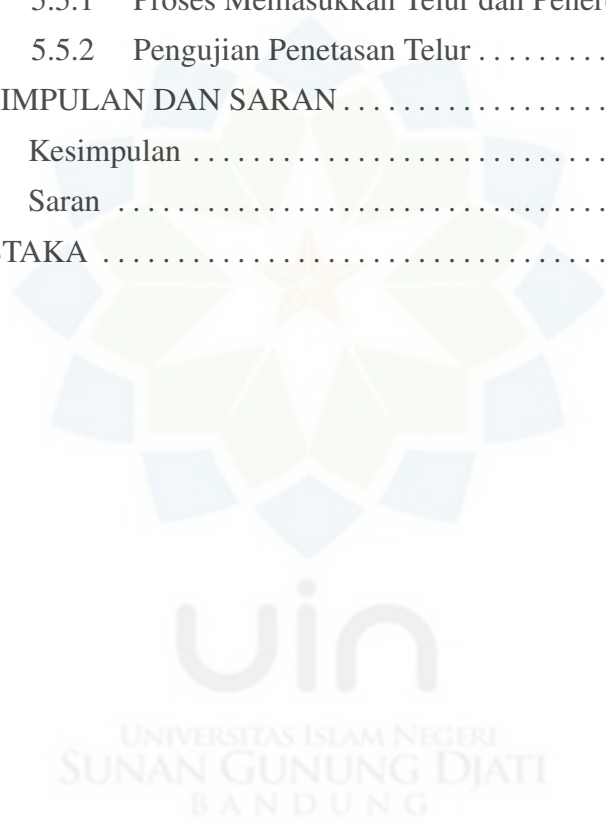 5.5.1 Proses Memasukkan Telur dan
5.5.2 Pengujian Penetasan Telur . . . . . . . . .
IMPULAN DAN SARAN . . . . . . . . . . . . . . . . . .
Kesimpulan . . . . . . . . . . . . . . . . . . . . . . . . . . . .
Saran . . . . . . . . . . . . . . . . . . . . . . . . . . . . . . . . .
TAKA . . . . . . . . . . . . . . . . . . . . . . . . . . . . . . . . . .
uin
UNIVERSITAS ISLAM NEGERI
SUNAN GUNUNG DJATI
BANDUNG